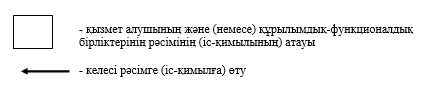 - қызмет алушының және (немесе) құрылымдық-функционалдық
бірліктерінің рәсімінің (іс-қимылының) атауы
- келесі рәсімге (іс-қимылға) өту